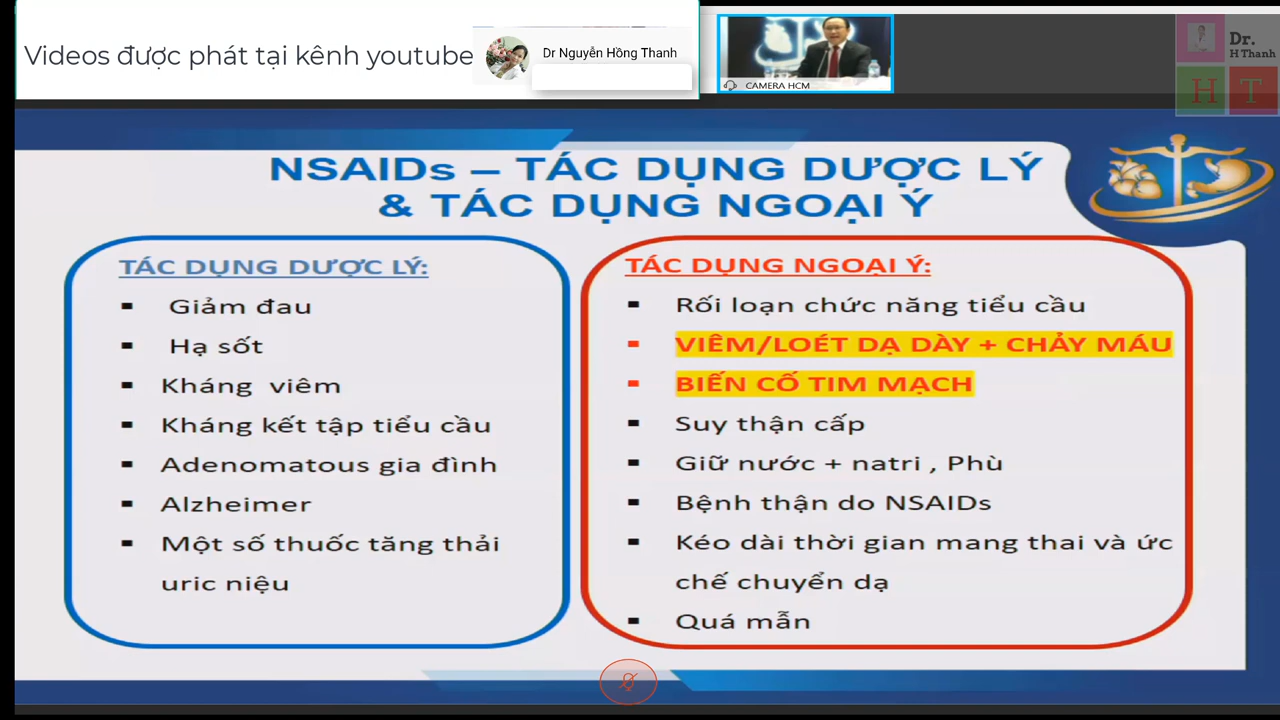 Videos được phát tại kênh youtube
Dr Nguyễn Hồng Thanh
CAMERA HCM
Dr.
H Thanh
H T
NSAIDs – TÁC DỤNG DƯỢC LÝ
& TÁC DỤNG NGOẠI Ý
TÁC DỤNG DƯỢC LÝ:
Giảm đau
Hạ sốt
Kháng viêm
Kháng kết tập tiểu cầu
Adenomatous gia đình
Alzheimer
Một số thuốc tăng thải
uric niệu
TÁC DỤNG NGOẠI Ý:
Rối loạn chức năng tiểu cầu
VIÊM/LOÉT DẠ DÀY + CHẢY MÁU
BIẾN CỐ TIM MẠCH
Suy thận cấp
Giữ nước + natri , Phù
Bệnh thận do NSAIDs
Kéo dài thời gian mang thai và ức
chế chuyển dạ
Quá mẫn